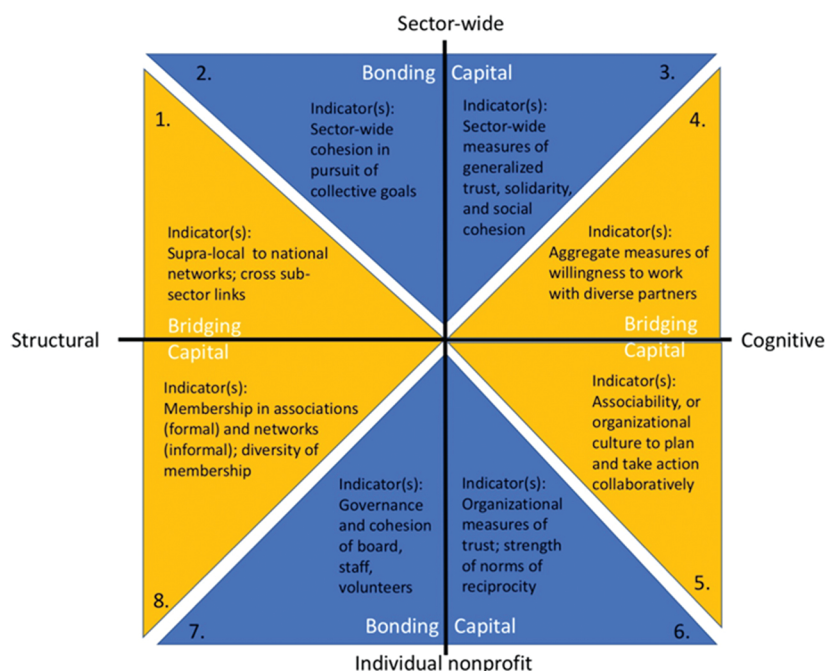 Sector-wide
Bonding Capital
2.
3.
1.
4.
Indicator(s):
Sector-wide
cohesion in
pursuit of
collective goals
Indicator(s):
Sector-wide
measures of
generalized
trust, solidarity,
and social
cohesion
Indicator(s):
Supra-local to national
networks; cross sub-
sector links
Indicator(s):
Aggregate measures of
willingness to work
with diverse partners
Structural
Bridging
Capital
Bridging
Capital
Cognitive
Indicator(s):
Membership in associations
(formal) and networks
(informal); diversity of
membership
Indicator(s):
Associability, or
organizational
culture to plan
and take action
collaboratively
Indicator(s):
Governance
and cohesion
of board,
staff,
volunteers
Indicator(s):
Organizational
measures of
trust; strength
of norms of
reciprocity
8.
5.
7.
6.
Bonding Capital
Individual nonprofit